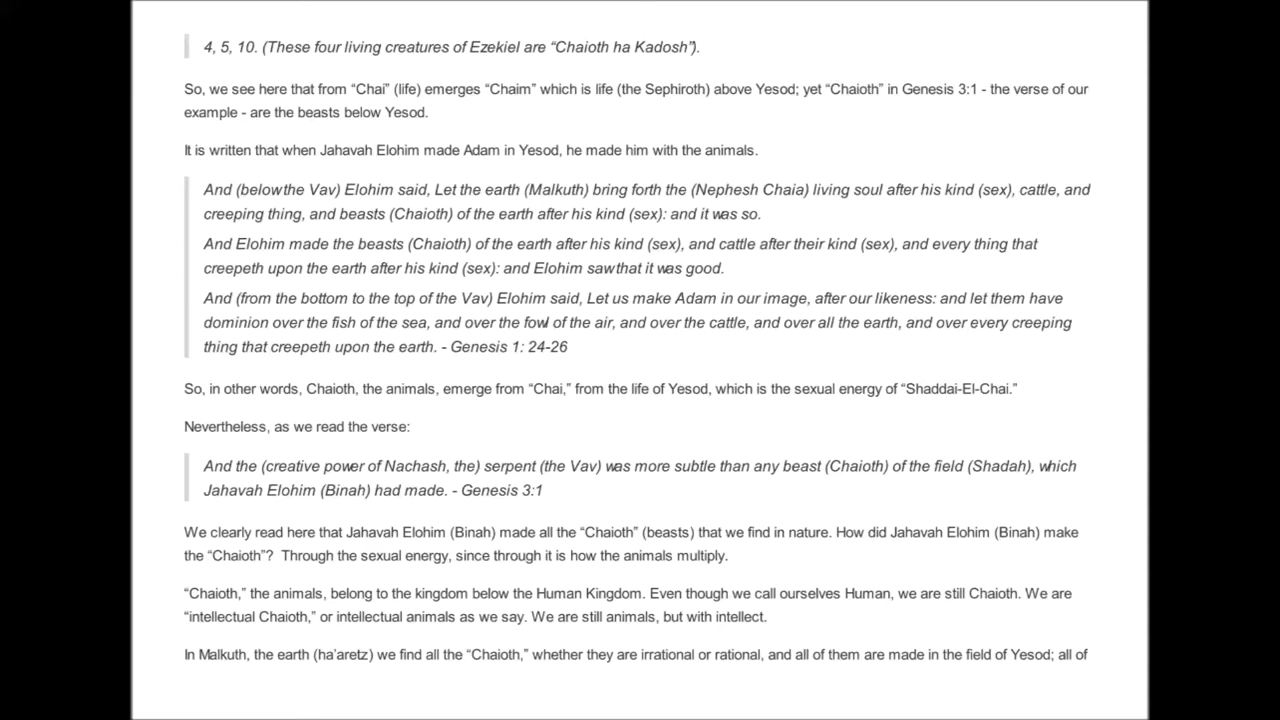 4, 5, 10. (These four living creatures of Ezekiel are “Chaioth ha Kadosh”).
So, we see here that from “Chai” (life) emerges “Chaim” which is life (the Sephiroth) above Yesod; yet “Chaioth” in Genesis 3:1 - the verse of our
example - are the beasts below Yesod.
It is written that when Jahavah Elohim made Adam in Yesod, he made him with the animals.
And (below the Vav) Elohim said, Let the earth (Malkuth) bring forth the (Nephesh Chaia) living soul after his kind (sex), cattle, and
creeping thing, and beasts (Chaioth) of the earth after his kind (sex): and it was so.
And Elohim made the beasts (Chaioth) of the earth after his kind (sex), and cattle after their kind (sex), and every thing that
creepeth upon the earth after his kind (sex): and Elohim saw that it was good.
And (from the bottom to the top of the Vav) Elohim said, Let us make Adam in our image, after our likeness: and let them have
dominion over the fish of the sea, and over the fowl of the air, and over the cattle, and over all the earth, and over every creeping
thing that creepeth upon the earth. - Genesis 1: 24-26
So, in other words, Chaioth, the animals, emerge from “Chai,” from the life of Yesod, which is the sexual energy of “Shaddai-El-Chai.”
Nevertheless, as we read the verse:
And the (creative power of Nachash, the) serpent (the Vav) was more subtle than any beast (Chaioth) of the field (Shadah), which
Jahavah Elohim (Binah) had made. - Genesis 3:1
We clearly read here that Jahavah Elohim (Binah) made all the “Chaioth” (beasts) that we find in nature. How did Jahavah Elohim (Binah) make
the “Chaioth”? Through the sexual energy, since through it is how the animals multiply.
“Chaioth,” the animals, belong to the kingdom below the Human Kingdom. Even though we call ourselves Human, we are still Chaioth. We are
“intellectual Chaioth,” or intellectual animals as we say. We are still animals, but with intellect.
In Malkuth, the earth (ha’aretz) we find all the “Chaioth,” whether they are irrational or rational, and all of them are made in the field of Yesod; all of